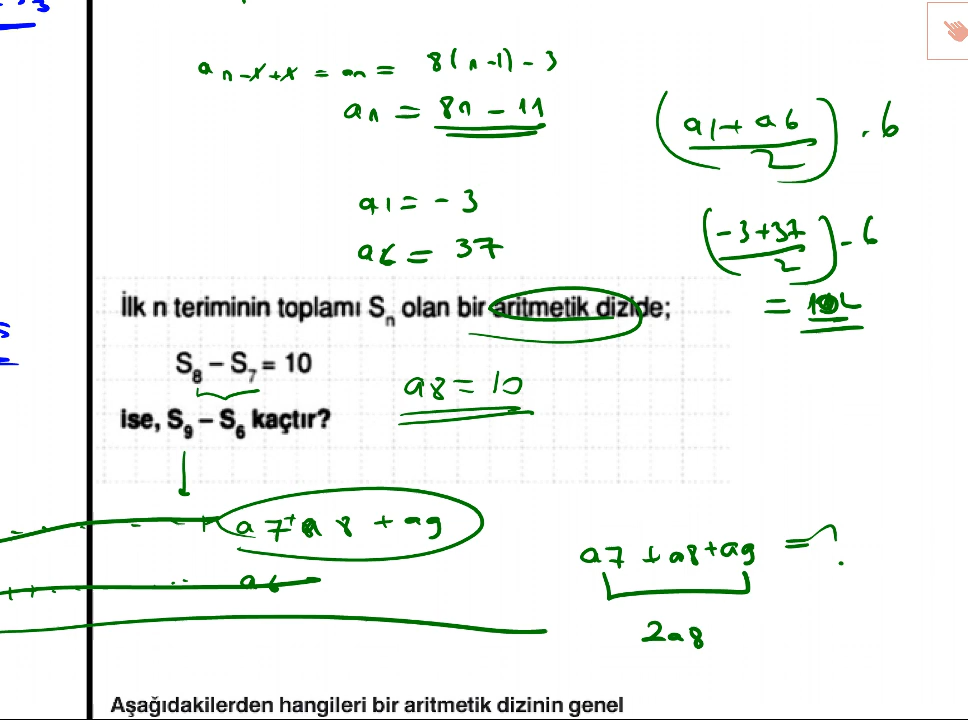 a n-x+x = an = 8(n-1)-3
an = 8n - 11
a1 = -3
a6 = 37
(a1 + a6 / 2) . 6
(-3+37 / 2) - 6
= 102
İlk n teriminin toplamı Sn olan bir aritmetik dizide;
S8 – S7 = 10
a8 = 10
ise, S9 – S6 kaçtır?
a7 + a8 + a9
a6
a7 + a8 + a9 = ?
2a8
Aşağıdakilerden hangileri bir aritmetik dizinin genel